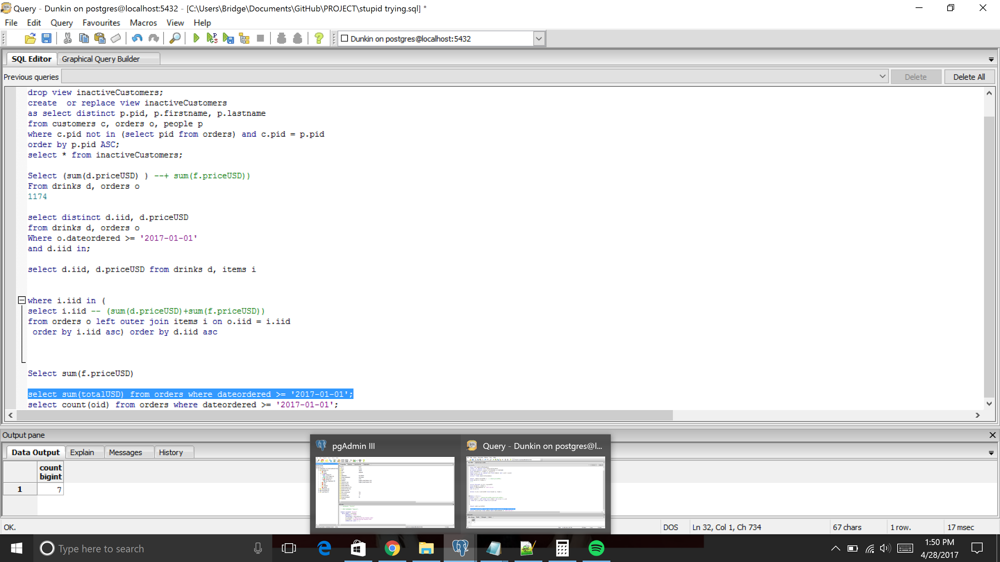 Query - Dunkin on postgres@localhost:5432 - [C:\Users\Bridge\Documents\GitHub\PROJECT\stupid trying.sql] *
File Edit Query Favourites Macros View Help
Dunkin on postgres@localhost:5432
SQL Editor Graphical Query Builder
Previous queries Delete Delete All
drop view inactiveCustomers;
create  or replace view inactiveCustomers
as select distinct p.pid, p.firstname, p.lastname
from customers c, orders o, people p
where c.pid not in (select pid from orders) and c.pid = p.pid
order by p.pid ASC;
select * from inactiveCustomers;
Select (sum(d.priceUSD) ) --+ sum(f.priceUSD))
From drinks d, orders o
1174
select distinct d.iid, d.priceUSD
from drinks d, orders o
Where o.dateordered >= '2017-01-01'
and d.iid in;
select d.iid, d.priceUSD from drinks d, items i
where i.iid in (
select i.iid -- (sum(d.priceUSD)+sum(f.priceUSD))
from orders o left outer join items i on o.iid = i.iid
order by i.iid asc) order by d.iid asc
Select sum(f.priceUSD)
select sum(totalUSD) from orders where dateordered >= '2017-01-01';
select count(oid) from orders where dateordered >= '2017-01-01';
Output pane
Data Output Explain Messages History
count
bigint
1 7
pgAdmin III
Query - Dunkin on postgres@l...
OK. DOS Ln 32, Col 1, Ch 734 67 chars 1 row. 17 msec
Type here to search
1:50 PM
4/28/2017